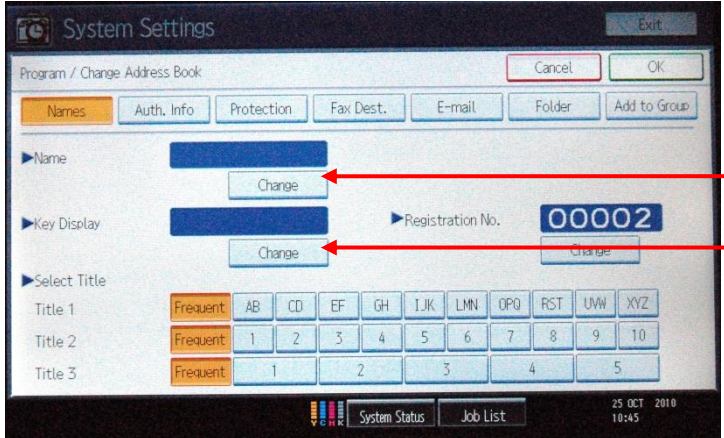 System Settings Exit
Program / Change Address Book Cancel OK
Names Auth. Info Protection Fax Dest. E-mail Folder Add to Group
►Name
Change
►Key Display ►Registration No. 00002
Change Change
►Select Title
Title 1 Frequent AB CD EF GH IJK LMN OPQ RST UVW XYZ
Title 2 Frequent 1 2 3 4 5 6 7 8 9 10
Title 3 Frequent 1 2 3 4 5
Y C M K System Status Job List 25 OCT 2010
10:45